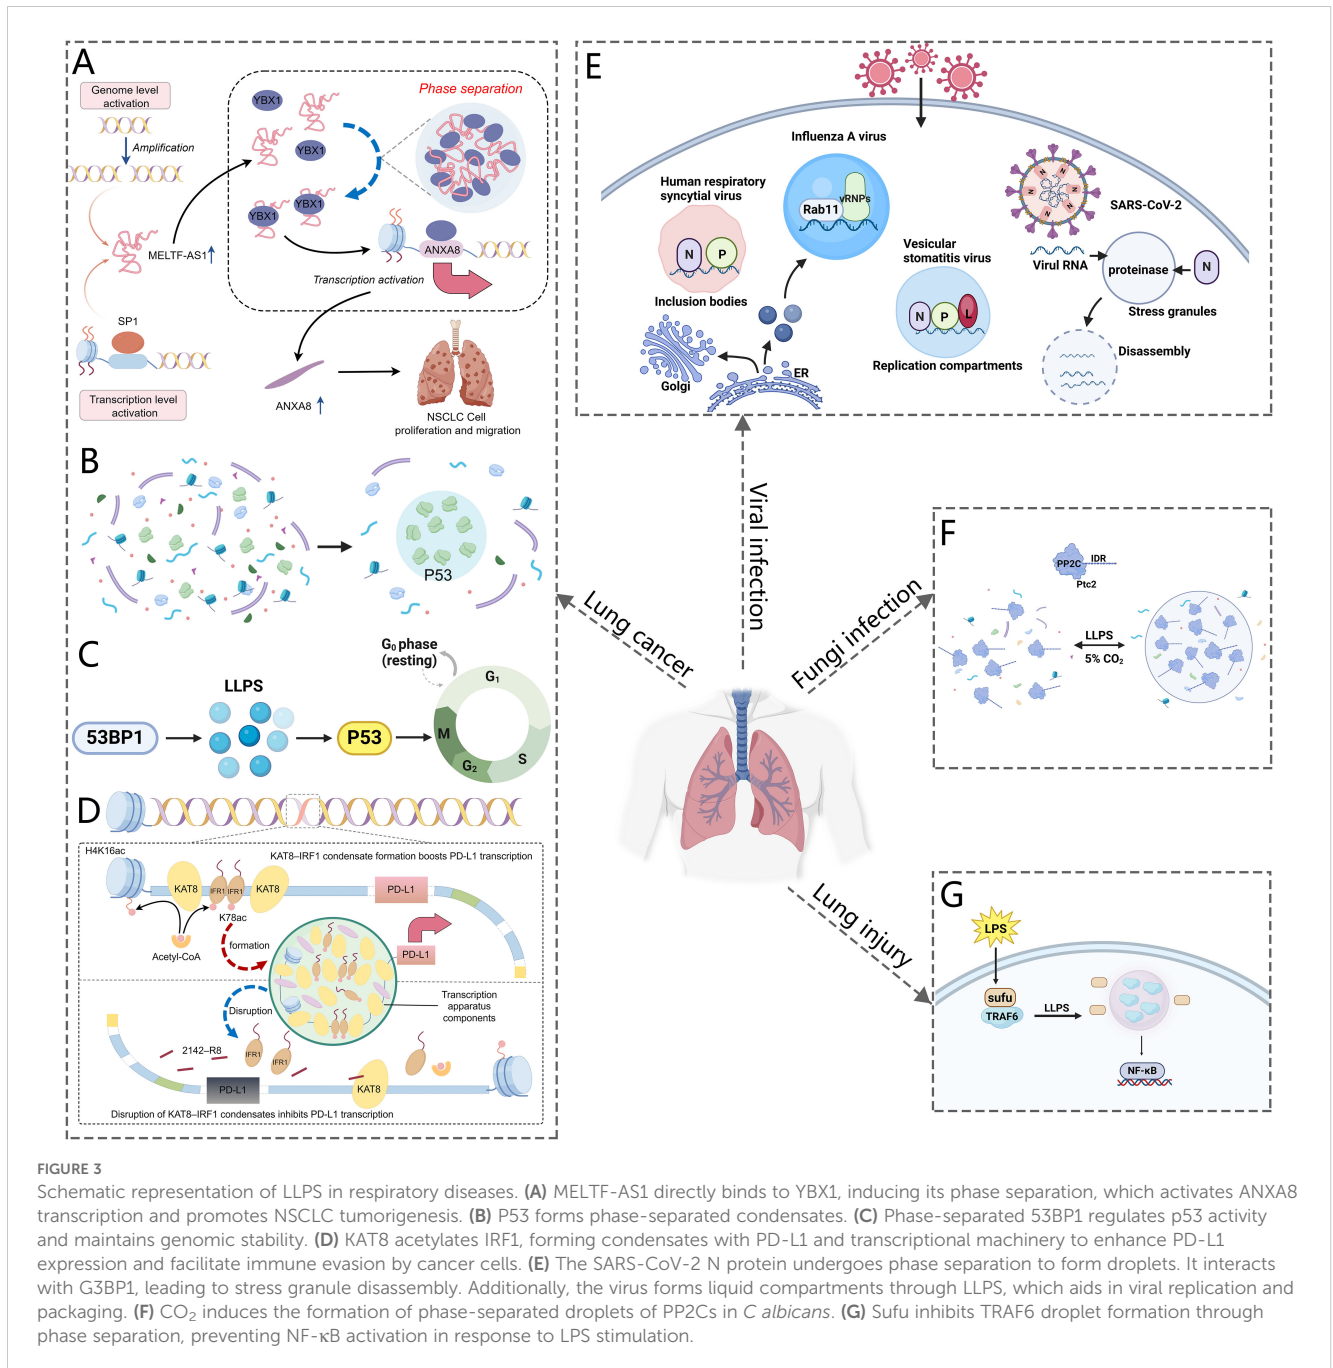 A
Genome level
activation
Amplification
MELTF-AS1
SP1
Transcription level
activation
YBX1
YBX1
YBX1
YBX1
Phase separation
ANXA8
Transcription activation
ANXA8
NSCLC Cell
proliferation and migration
B
P53
C
53BP1
LLPS
P53
G₀ phase
(resting)
G₁
S
G₂
M
D
H4K16ac
KAT8–IRF1 condensate formation boosts PD-L1 transcription
KAT8
IFR1
IFR1
KAT8
PD-L1
K78ac
Acetyl-CoA
formation
PD-L1
Disruption
Transcription
apparatus
components
2142–R8
IFR1
IFR1
PD-L1
KAT8
Disruption of KAT8–IRF1 condensates inhibits PD-L1 transcription
E
Human respiratory
syncytial virus
N
P
Inclusion bodies
Influenza A virus
Rab11
vRNPs
Golgi
ER
Vesicular
stomatitis virus
N
P
L
Replication compartments
N
N
N
N
N
N
SARS-CoV-2
Virul RNA
proteinase
N
Stress granules
Disassembly
Viral infection
Lung cancer
Fungi infection
Lung injury
F
PP2C
IDR
Ptc2
LLPS
5% CO₂
G
LPS
sufu
TRAF6
LLPS
NF-κB
FIGURE 3
Schematic representation of LLPS in respiratory diseases. (A) MELTF-AS1 directly binds to YBX1, inducing its phase separation, which activates ANXA8
transcription and promotes NSCLC tumorigenesis. (B) P53 forms phase-separated condensates. (C) Phase-separated 53BP1 regulates p53 activity
and maintains genomic stability. (D) KAT8 acetylates IRF1, forming condensates with PD-L1 and transcriptional machinery to enhance PD-L1
expression and facilitate immune evasion by cancer cells. (E) The SARS-CoV-2 N protein undergoes phase separation to form droplets. It interacts
with G3BP1, leading to stress granule disassembly. Additionally, the virus forms liquid compartments through LLPS, which aids in viral replication and
packaging. (F) CO₂ induces the formation of phase-separated droplets of PP2Cs in C albicans. (G) Sufu inhibits TRAF6 droplet formation through
phase separation, preventing NF-κB activation in response to LPS stimulation.